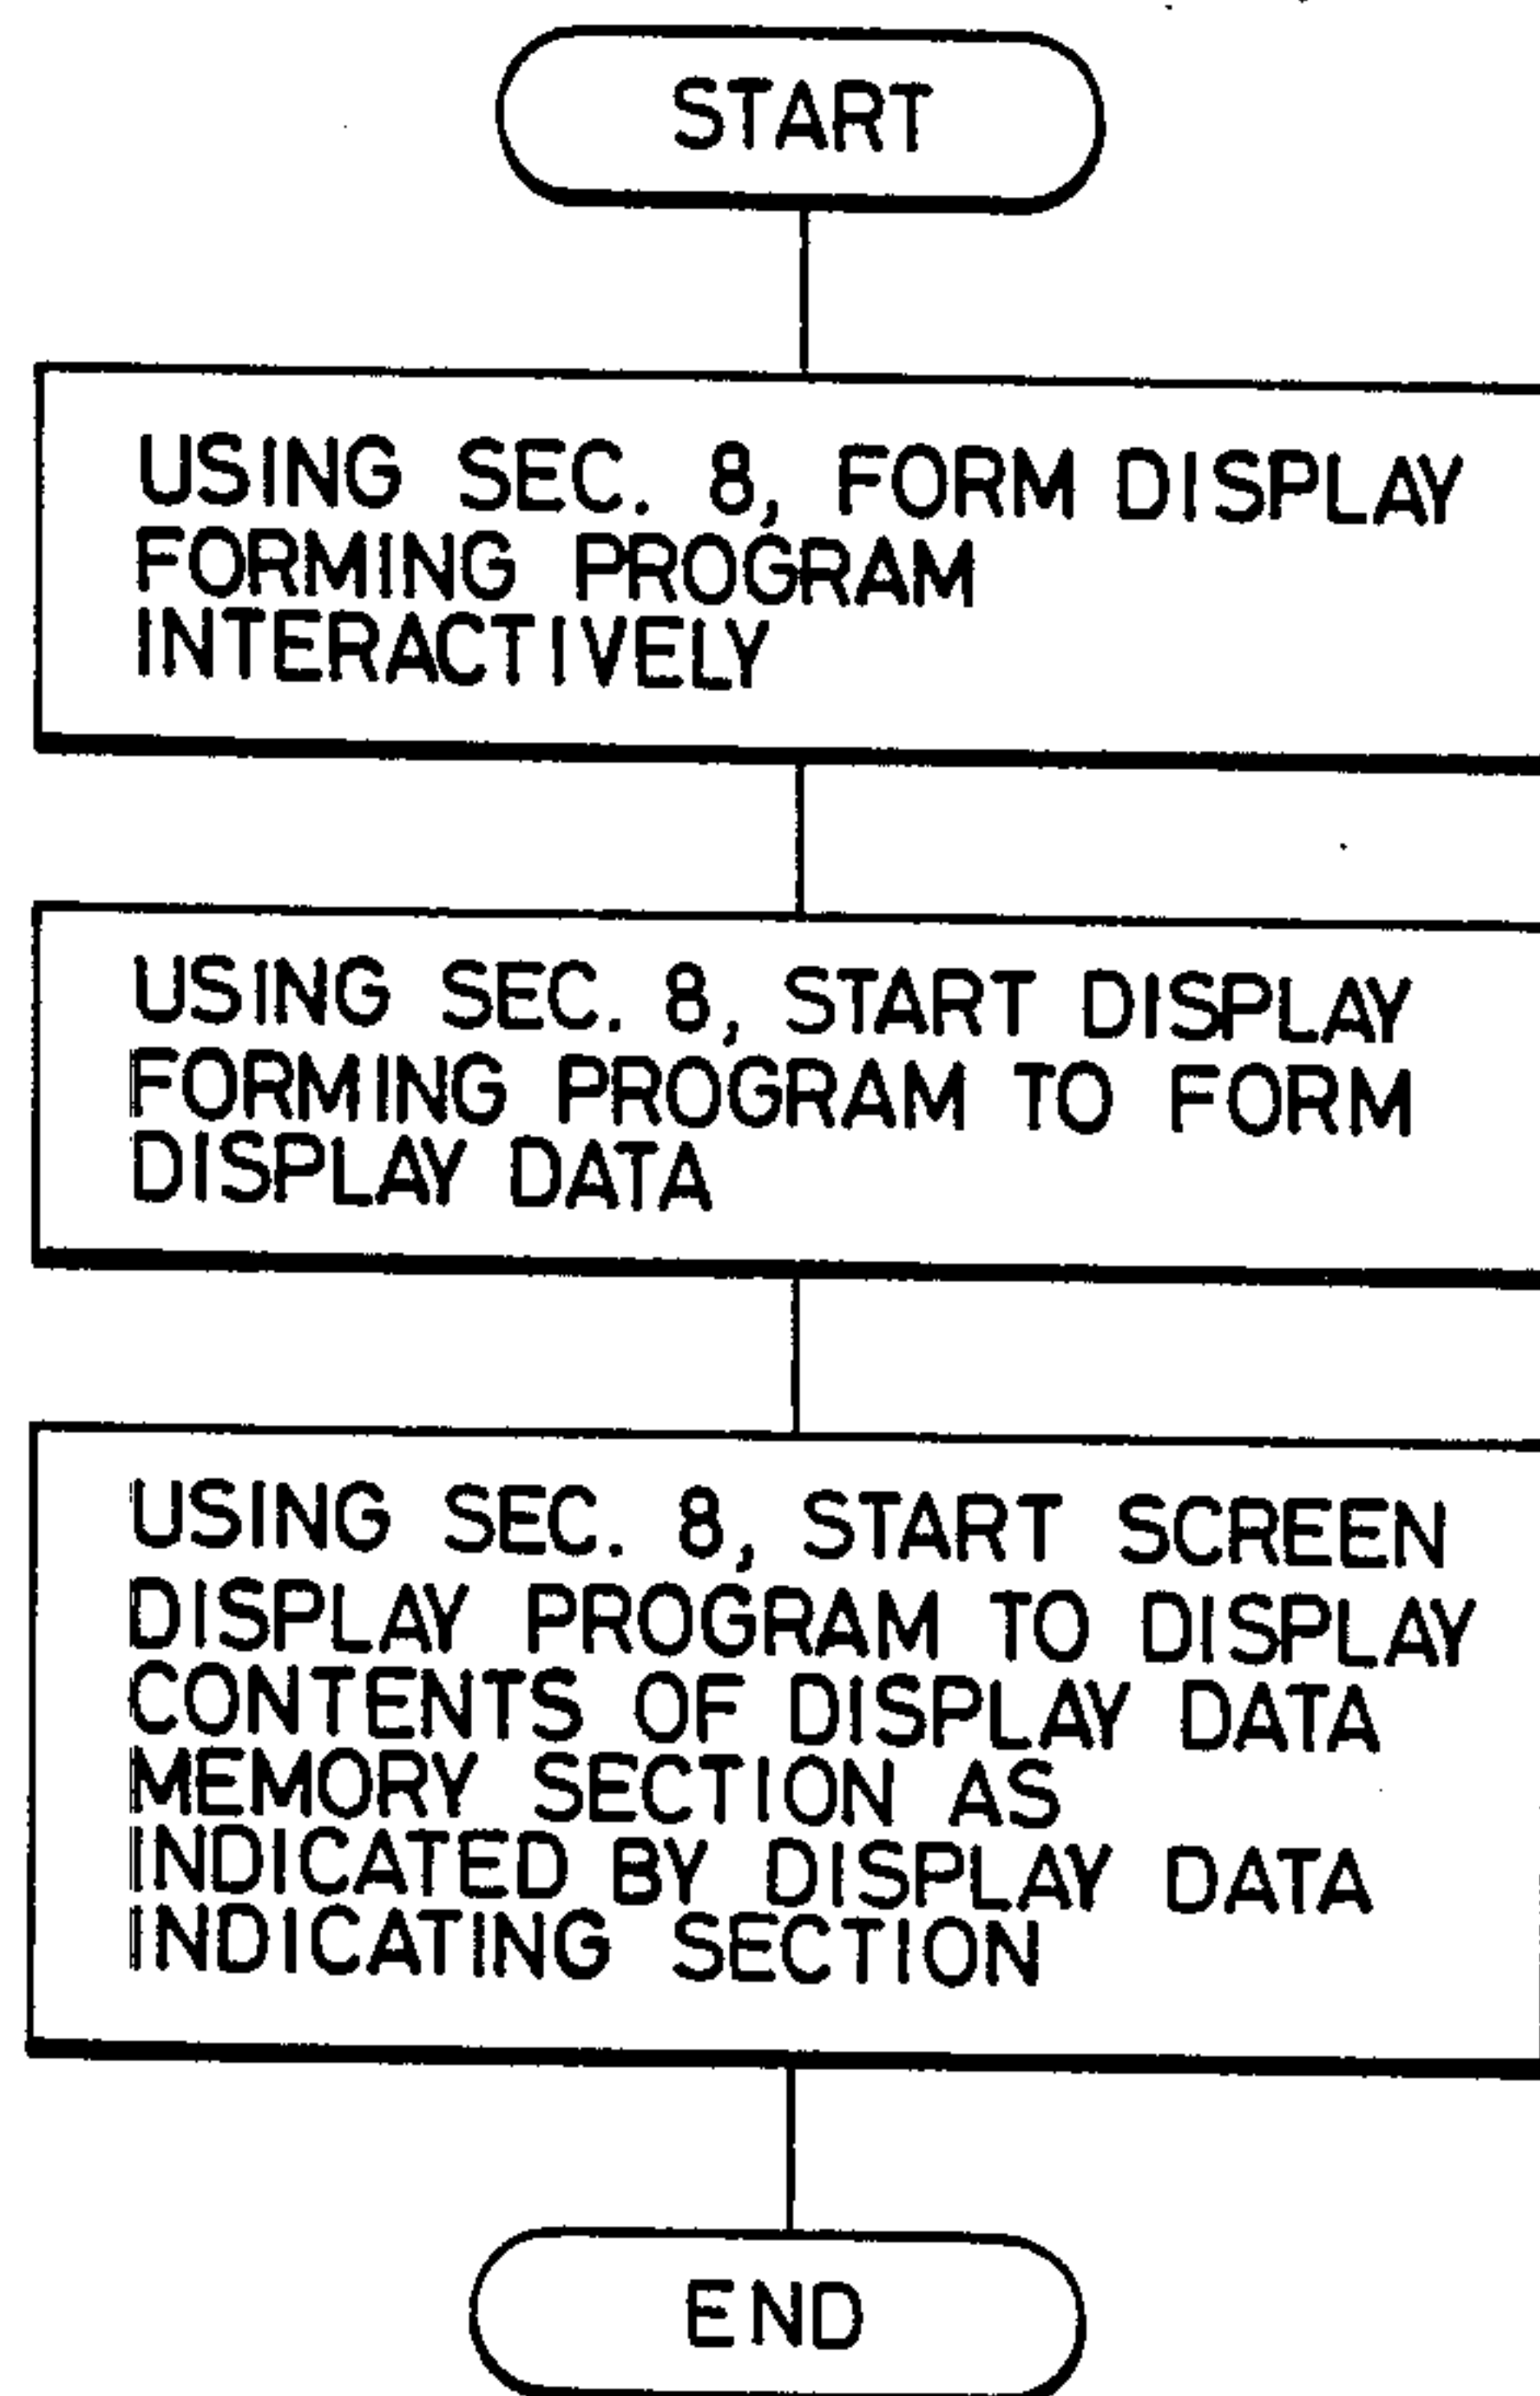 START
USING SEC. 8, FORM DISPLAY
FORMING PROGRAM
INTERACTIVELY
USING SEC. 8, START DISPLAY
FORMING PROGRAM TO FORM
DISPLAY DATA
USING SEC. 8, START SCREEN
DISPLAY PROGRAM TO DISPLAY
CONTENTS OF DISPLAY DATA
MEMORY SECTION AS
INDICATED BY DISPLAY DATA
INDICATING SECTION
END